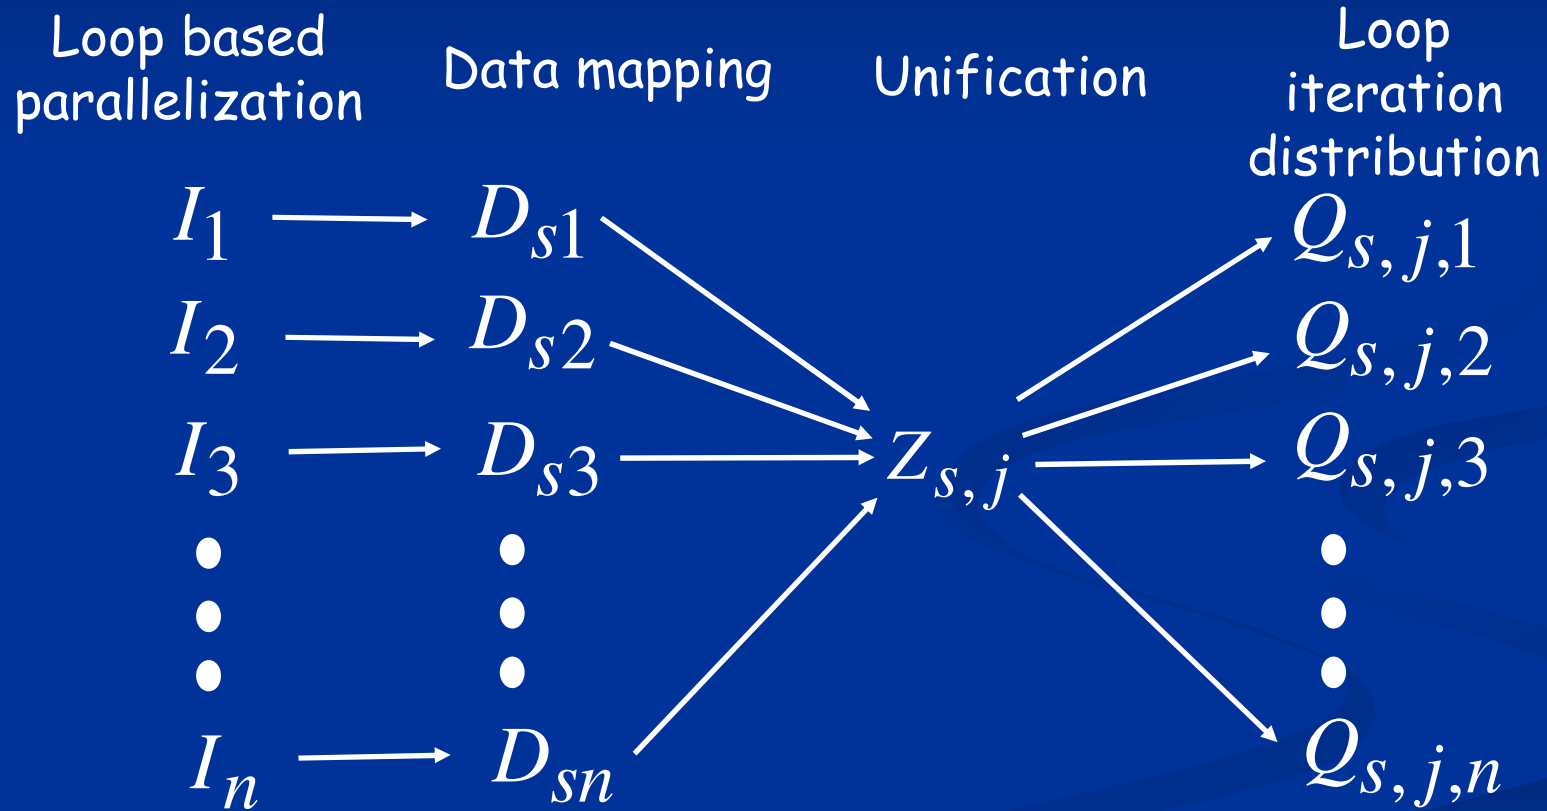 Loop based
parallelization
Data mapping
Unification
Loop
iteration
distribution
I₁ → Dₛ₁
Qₛ,ⱼ,₁
I₂ → Dₛ₂
Qₛ,ⱼ,₂
I₃ → Dₛ₃ → Zₛ,ⱼ → Qₛ,ⱼ,₃
Iₙ → Dₛₙ
Qₛ,ⱼ,ₙ